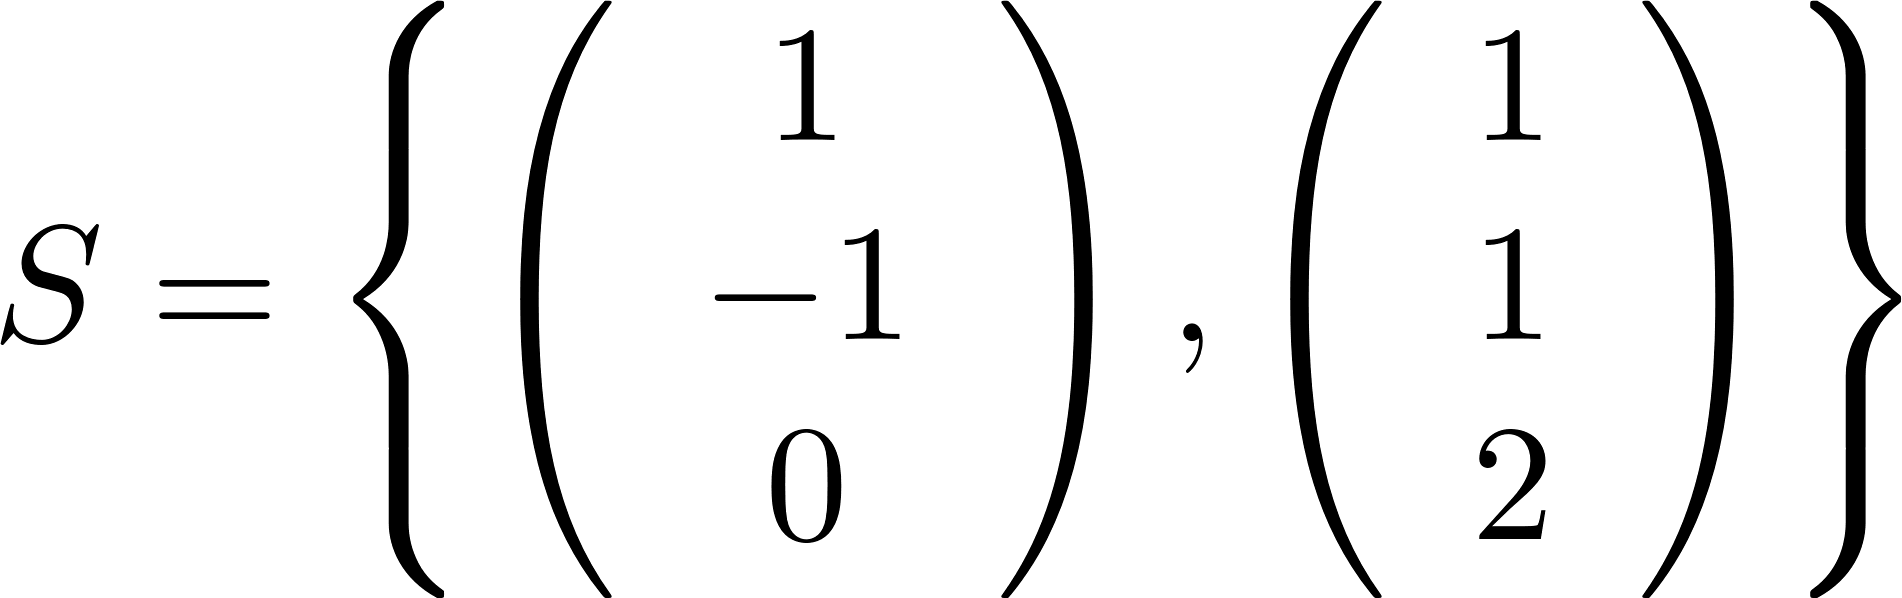 S = { ( 1 −1 0 ) , ( 1 1 2 ) }